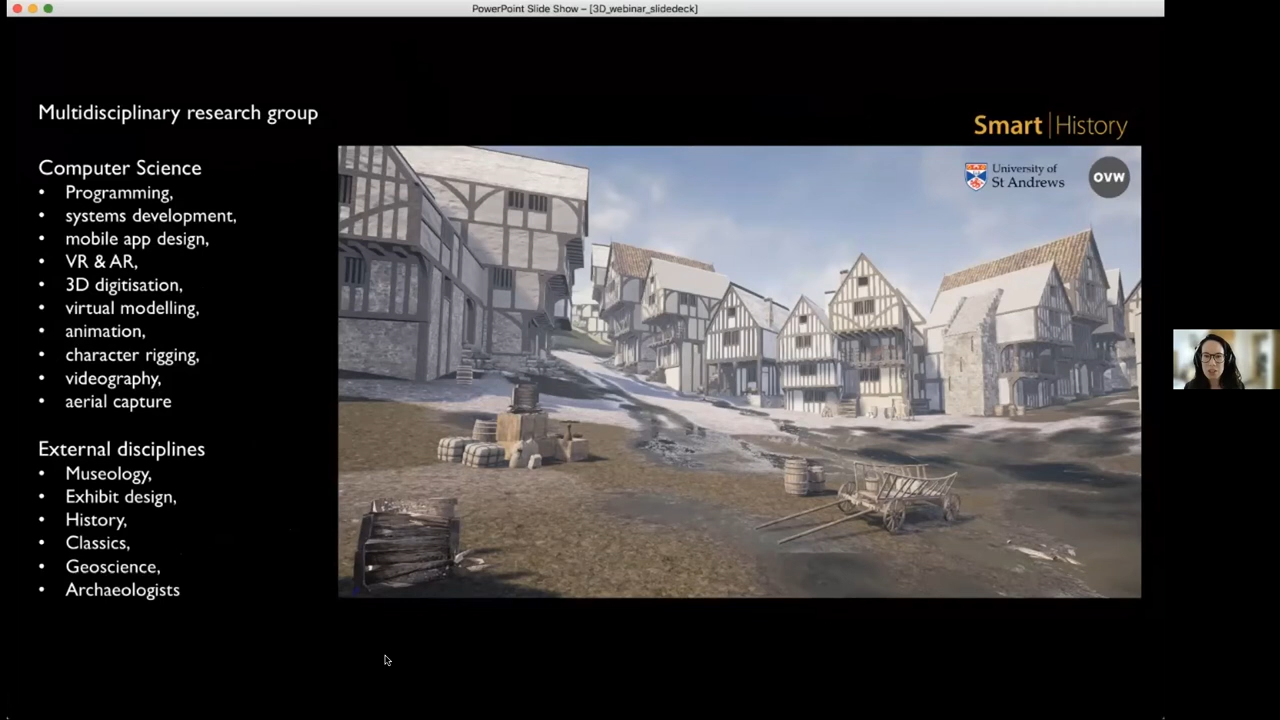 PowerPoint Slide Show – [3D_webinar_slidedeck]
Multidisciplinary research group
Computer Science
• Programming,
• systems development,
• mobile app design,
• VR & AR,
• 3D digitisation,
• virtual modelling,
• animation,
• character rigging,
• videography,
• aerial capture
External disciplines
• Museology,
• Exhibit design,
• History,
• Classics,
• Geoscience,
• Archaeologists
Smart | History
University of
St Andrews
OVW